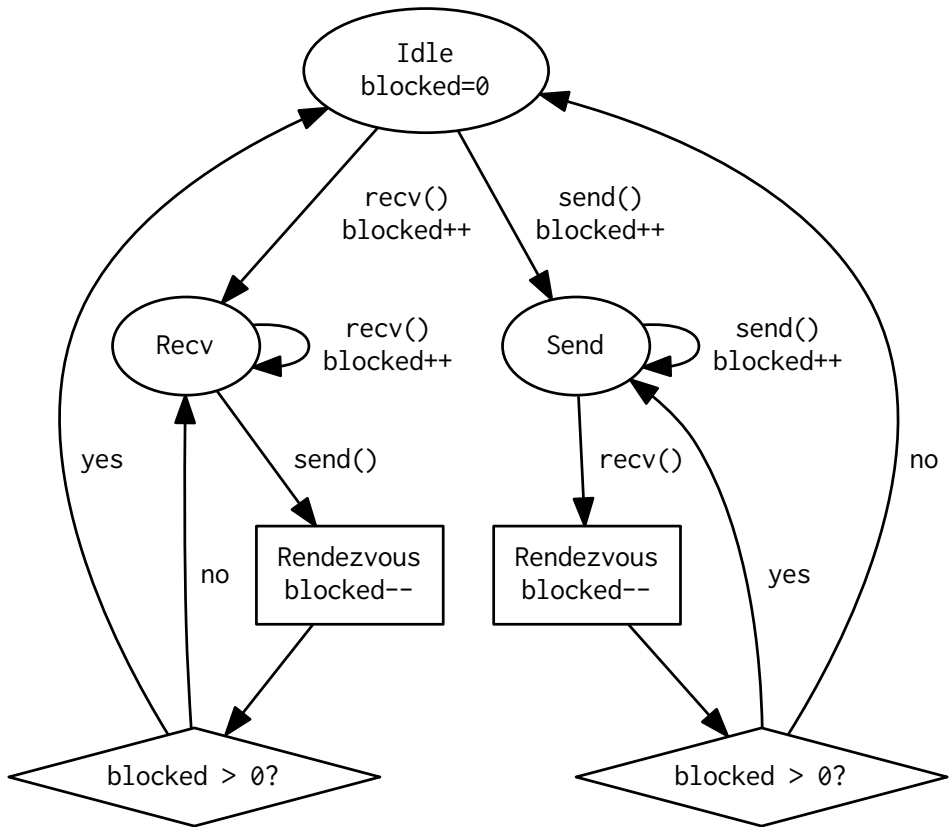 Idle
blocked=0
recv()
blocked++
send()
blocked++
Recv
recv()
blocked++
Send
send()
blocked++
yes
send()
recv()
no
no
Rendezvous
blocked--
Rendezvous
blocked--
yes
blocked > 0?
blocked > 0?